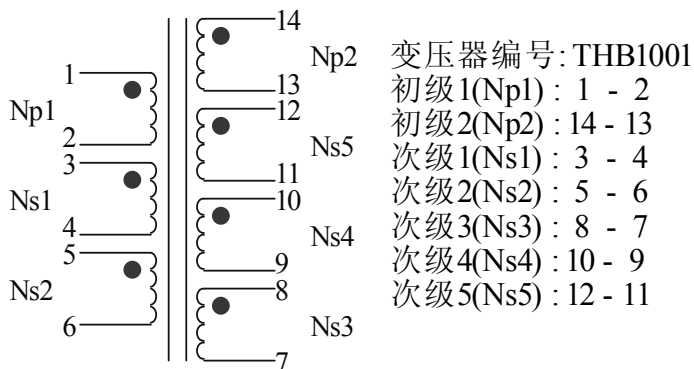 14
Np2
13
1
Np1
2
12
Ns5
11
3
Ns1
4
10
Ns4
9
5
Ns2
6
8
Ns3
7
变压器编号: THB1001
初级1(Np1) : 1 - 2
初级2(Np2) : 14 - 13
次级1(Ns1) : 3 - 4
次级2(Ns2) : 5 - 6
次级3(Ns3) : 8 - 7
次级4(Ns4) : 10 - 9
次级5(Ns5) : 12 - 11